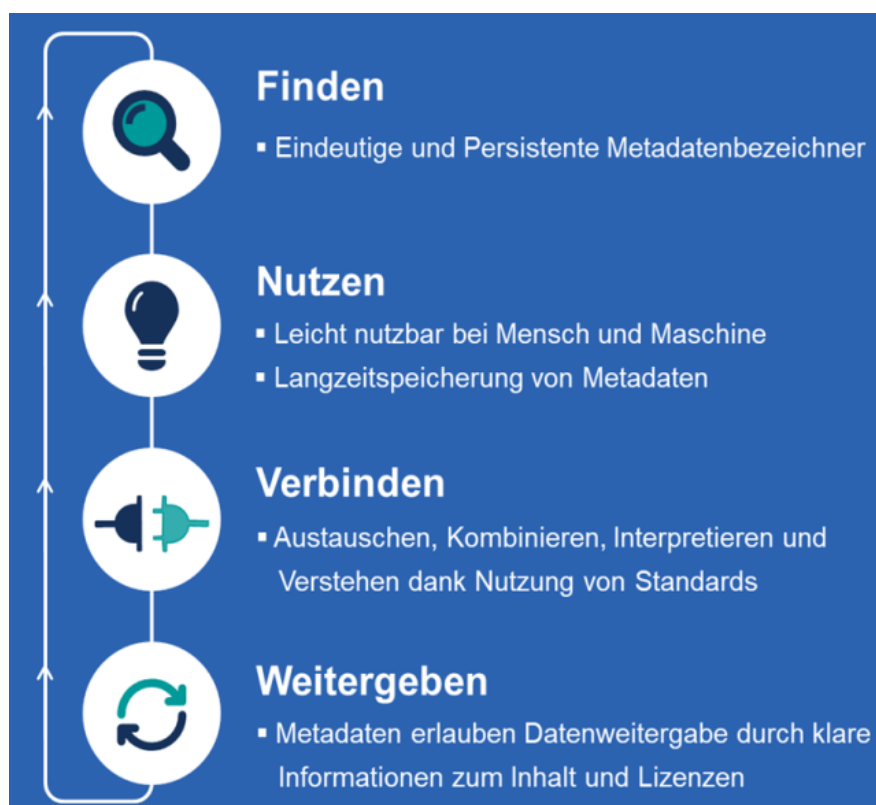 Finden
▪ Eindeutige und Persistente Metadatenbezeichner
Nutzen
▪ Leicht nutzbar bei Mensch und Maschine
▪ Langzeitspeicherung von Metadaten
Verbinden
▪ Austauschen, Kombinieren, Interpretieren und
Verstehen dank Nutzung von Standards
Weitergeben
▪ Metadaten erlauben Datenweitergabe durch klare
Informationen zum Inhalt und Lizenzen